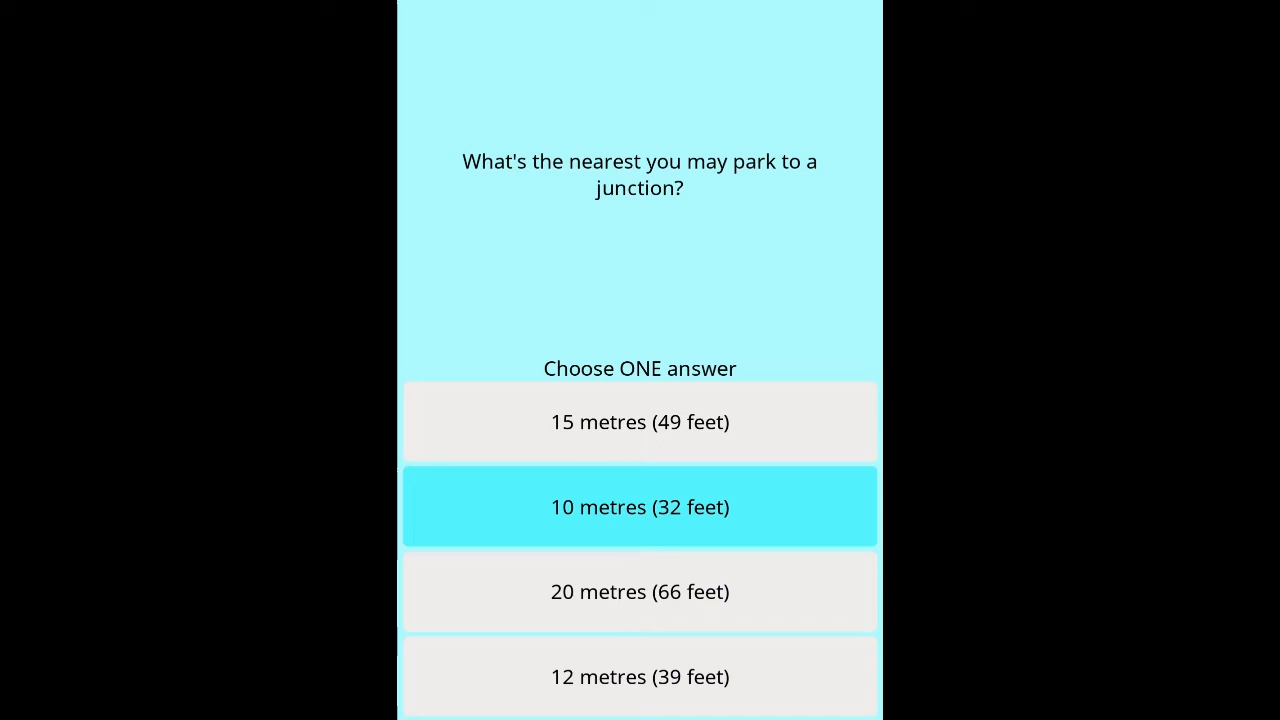 What's the nearest you may park to a
junction?
Choose ONE answer
15 metres (49 feet)
10 metres (32 feet)
20 metres (66 feet)
12 metres (39 feet)